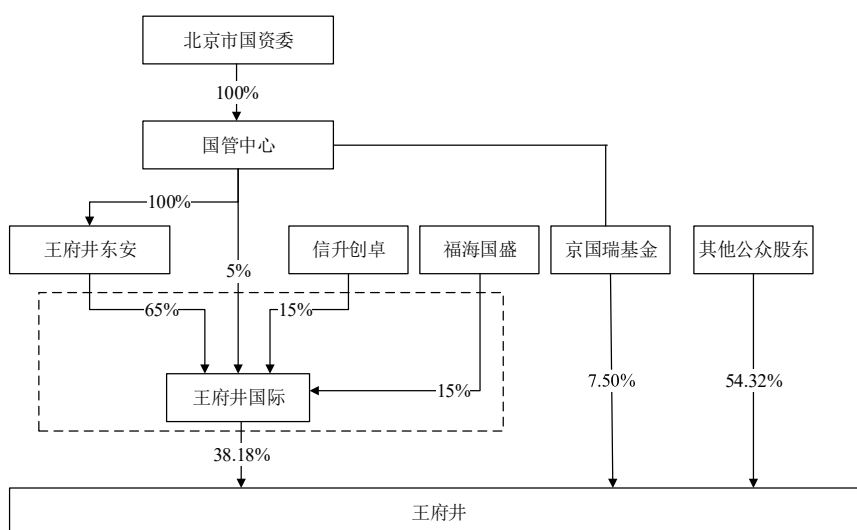 北京市国资委
100%
国管中心
100%
王府井东安
5%
信升创卓
福海国盛
京国瑞基金
其他公众股东
65%
15%
王府井国际
15%
7.50%
54.32%
38.18%
王府井